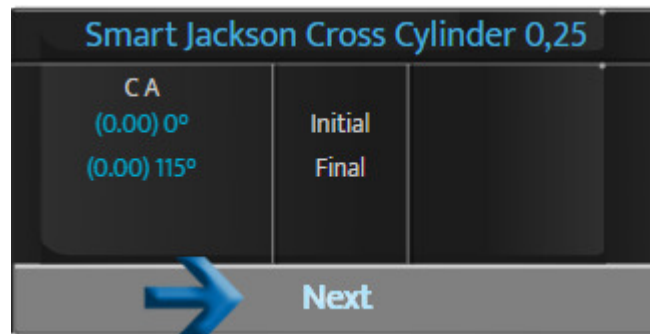 Smart Jackson Cross Cylinder 0,25
C A
(0.00) 0º Initial
(0.00) 115º Final
Next